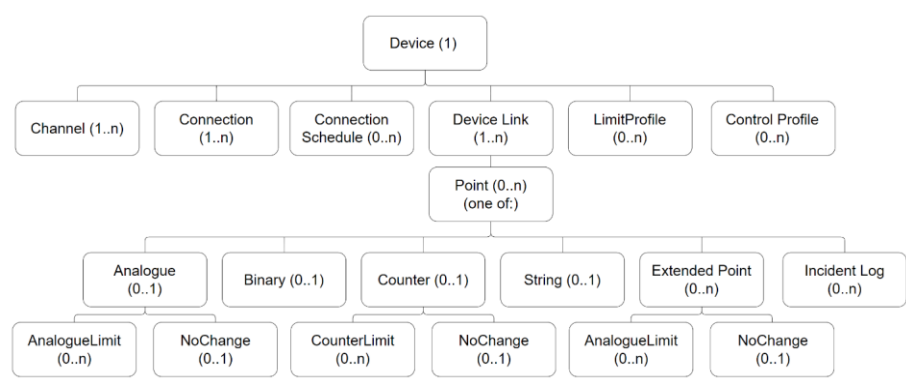 Device (1)
Channel (1..n)
Connection
(1..n)
Connection
Schedule (0..n)
Device Link
(1..n)
LimitProfile
(0..n)
Control Profile
(0..n)
Point (0..n)
(one of:)
Analogue
(0..1)
Binary (0..1)
Counter (0..1)
String (0..1)
Extended Point
(0..n)
Incident Log
(0..n)
AnalogueLimit
(0..n)
NoChange
(0..1)
CounterLimit
(0..n)
NoChange
(0..1)
AnalogueLimit
(0..n)
NoChange
(0..1)